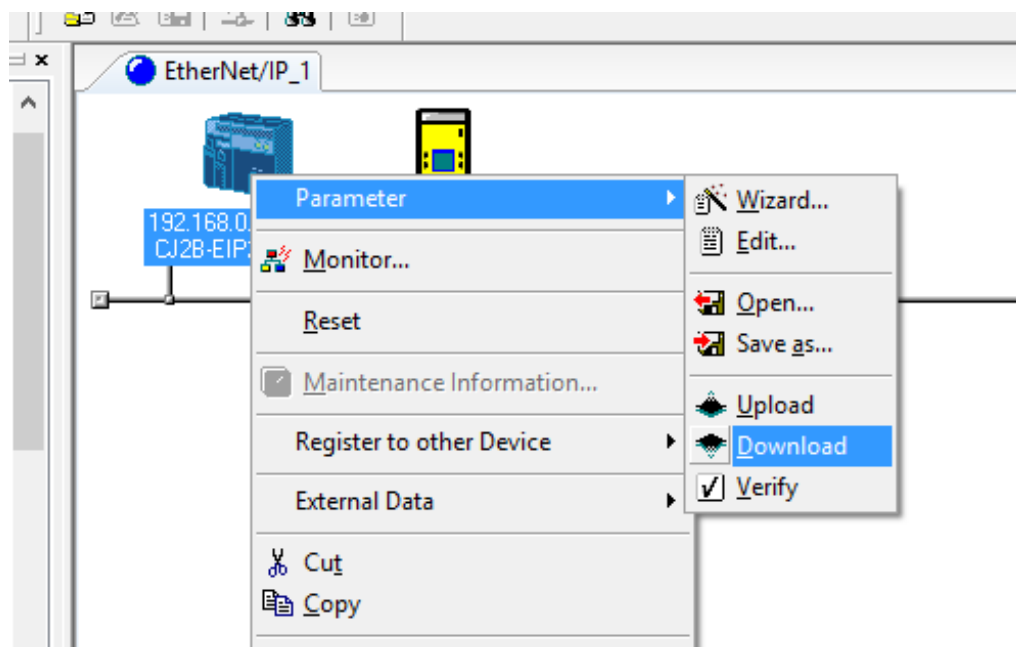 EtherNet/IP_1
192.168.0.
CJ2B-EIP
Parameter
Monitor...
Reset
Maintenance Information...
Register to other Device
External Data
Cut
Copy
Wizard...
Edit...
Open...
Save as...
Upload
Download
Verify